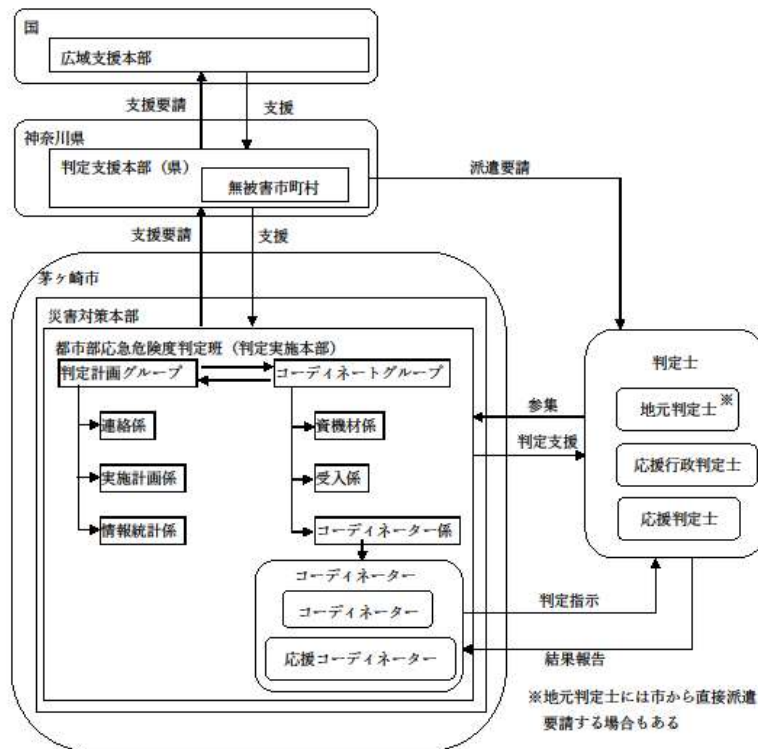 国
広域支援本部
支援要請
支援
神奈川県
判定支援本部（県）
無被害市町村
派遣要請
支援要請
支援
茅ヶ崎市
災害対策本部
都市部応急危険度判定班（判定実施本部）
判定計画グループ
コーディネートグループ
連絡係
実施計画係
情報統計係
資機材係
受入係
コーディネーター係
コーディネーター
コーディネーター
応援コーディネーター
参集
判定支援
判定士
地元判定士※
応援行政判定士
応援判定士
判定指示
結果報告
※地元判定士には市から直接派遣
要請する場合もある